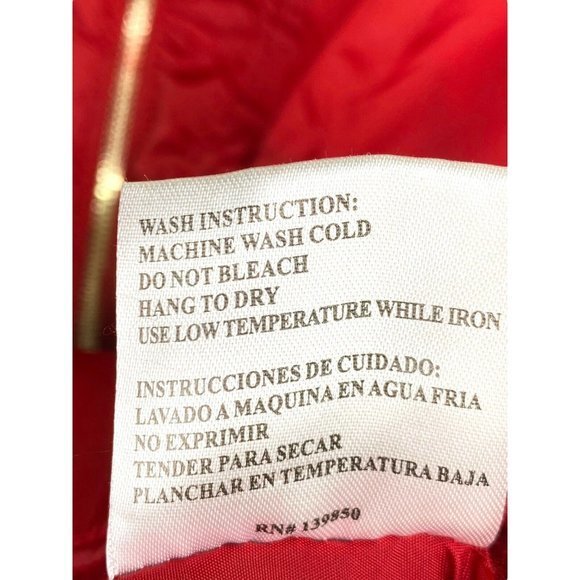 WASH INSTRUCTION:
MACHINE WASH COLD
DO NOT BLEACH
HANG TO DRY
USE LOW TEMPERATURE WHILE IRON
INSTRUCCIONES DE CUIDADO:
LAVADO A MAQUINA EN AGUA FRIA
NO EXPRIMIR
TENDER PARA SECAR
PLANCHAR EN TEMPERATURA BAJA
RN# 139850